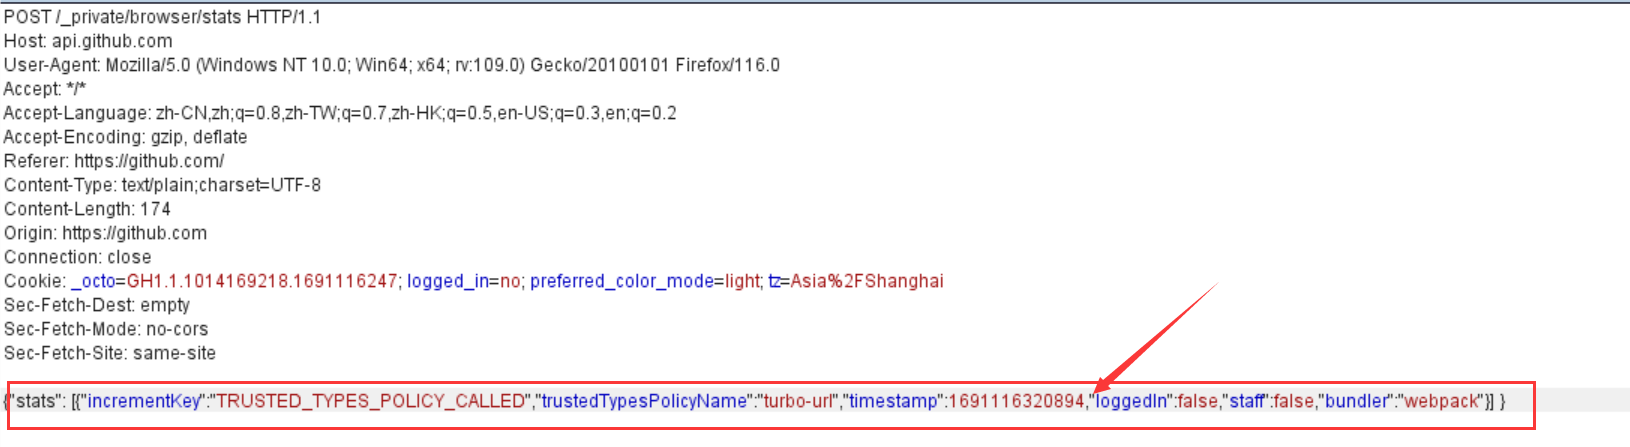 POST /_private/browser/stats HTTP/1.1
Host: api.github.com
User-Agent: Mozilla/5.0 (Windows NT 10.0; Win64; x64; rv:109.0) Gecko/20100101 Firefox/116.0
Accept: */*
Accept-Language: zh-CN,zh;q=0.8,zh-TW;q=0.7,zh-HK;q=0.5,en-US;q=0.3,en;q=0.2
Accept-Encoding: gzip, deflate
Referer: https://github.com/
Content-Type: text/plain;charset=UTF-8
Content-Length: 174
Origin: https://github.com
Connection: close
Cookie: _octo=GH1.1.1014169218.1691116247; logged_in=no; preferred_color_mode=light; tz=Asia%2FShanghai
Sec-Fetch-Dest: empty
Sec-Fetch-Mode: no-cors
Sec-Fetch-Site: same-site
{"stats": [{"incrementKey":"TRUSTED_TYPES_POLICY_CALLED","trustedTypesPolicyName":"turbo-url","timestamp":1691116320894,"loggedIn":false,"staff":false,"bundler":"webpack"}] }